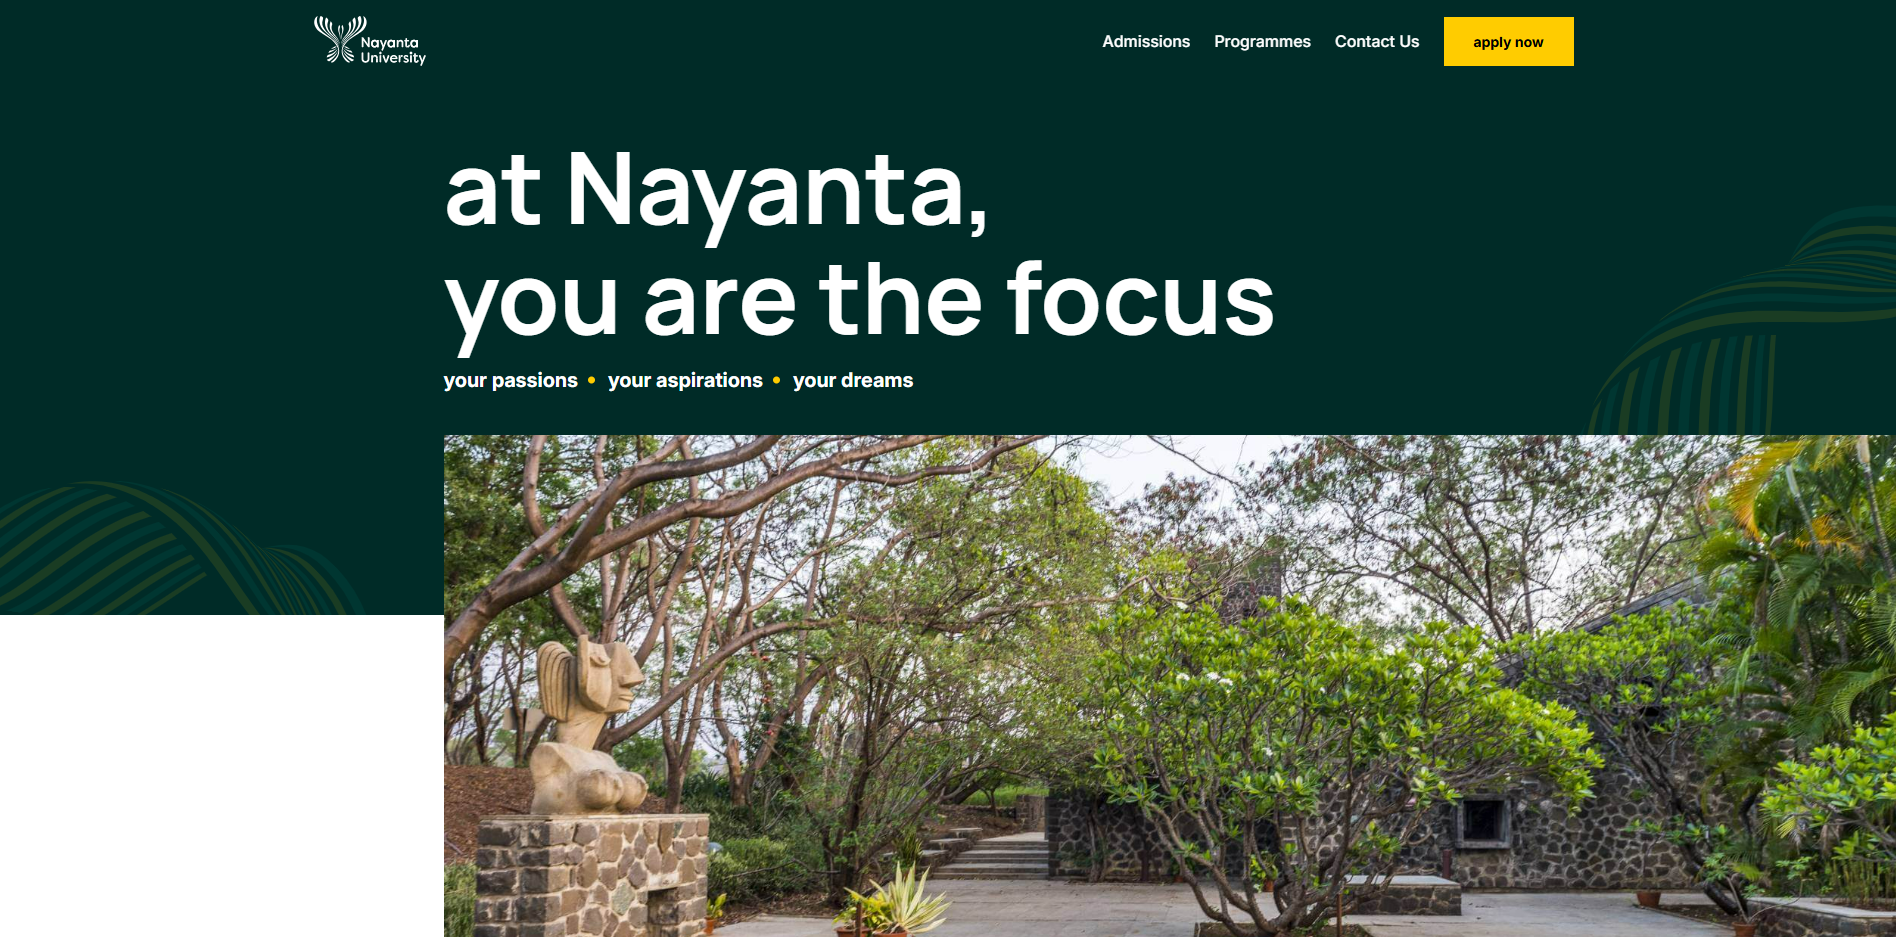 Nayanta
University
Admissions Programmes Contact Us apply now
at Nayanta,
you are the focus
your passions • your aspirations • your dreams